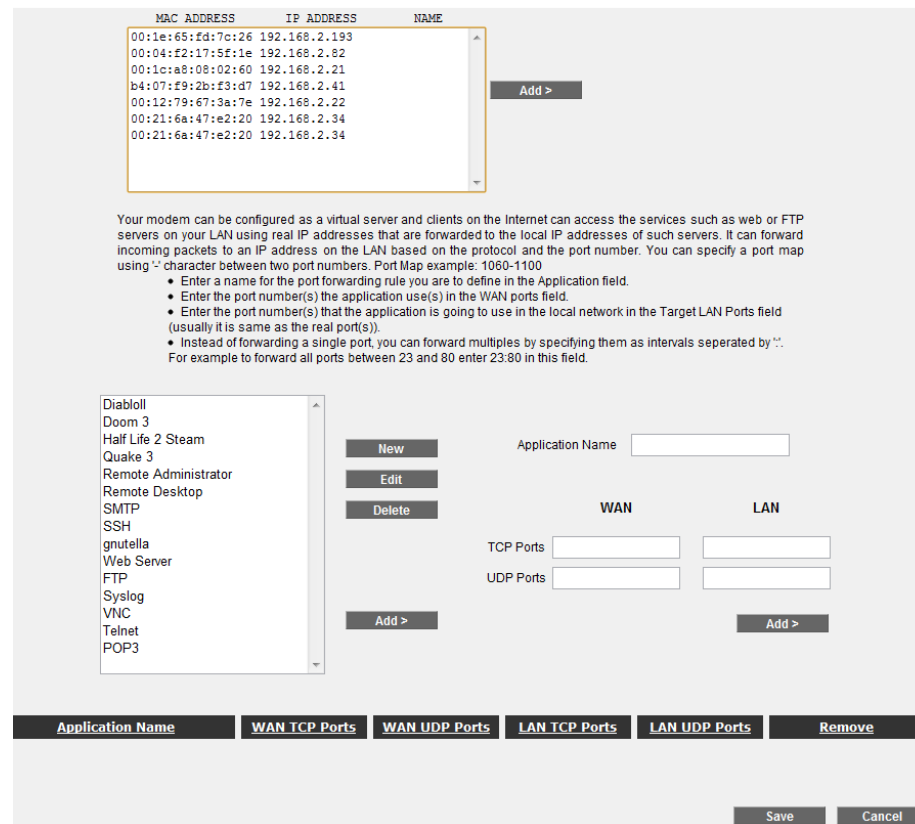 MAC ADDRESS IP ADDRESS NAME
00:1e:65:fd:7c:26 192.168.2.193
00:04:f2:17:5f:1e 192.168.2.82
00:1c:a8:08:02:60 192.168.2.21
b4:07:f9:2b:f3:d7 192.168.2.41
00:12:79:67:3a:7e 192.168.2.22
00:21:6a:47:e2:20 192.168.2.34
00:21:6a:47:e2:20 192.168.2.34
Add >
Your modem can be configured as a virtual server and clients on the Internet can access the services such as web or FTP
servers on your LAN using real IP addresses that are forwarded to the local IP addresses of such servers. It can forward
incoming packets to an IP address on the LAN based on the protocol and the port number. You can specify a port map
using '-' character between two port numbers. Port Map example: 1060-1100
• Enter a name for the port forwarding rule you are to define in the Application field.
• Enter the port number(s) the application use(s) in the WAN ports field.
• Enter the port number(s) that the application is going to use in the local network in the Target LAN Ports field
(usually it is same as the real port(s)).
• Instead of forwarding a single port, you can forward multiples by specifying them as intervals seperated by ':'.
For example to forward all ports between 23 and 80 enter 23:80 in this field.
DiabloII
Doom 3
Half Life 2 Steam
Quake 3
Remote Administrator
Remote Desktop
SMTP
SSH
gnutella
Web Server
FTP
Syslog
VNC
Telnet
POP3
New
Edit
Delete
Add >
Application Name
WAN LAN
TCP Ports
UDP Ports
Add >
Application Name WAN TCP Ports WAN UDP Ports LAN TCP Ports LAN UDP Ports Remove
Save Cancel